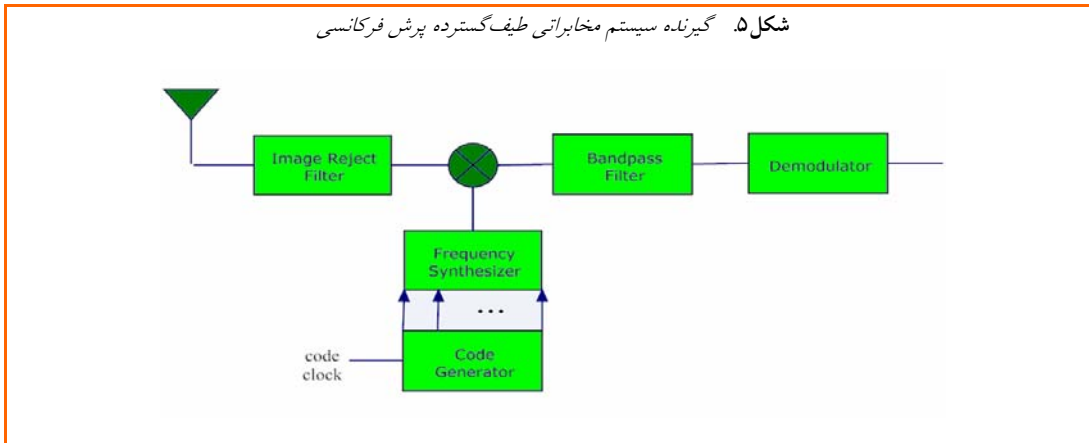 شکل۵. گیرنده سیستم مخابراتی طیف‌گسترده پرش فرکانسی
Image Reject
Filter
Bandpass
Filter
Demodulator
Frequency
Synthesizer
...
code
clock
Code
Generator